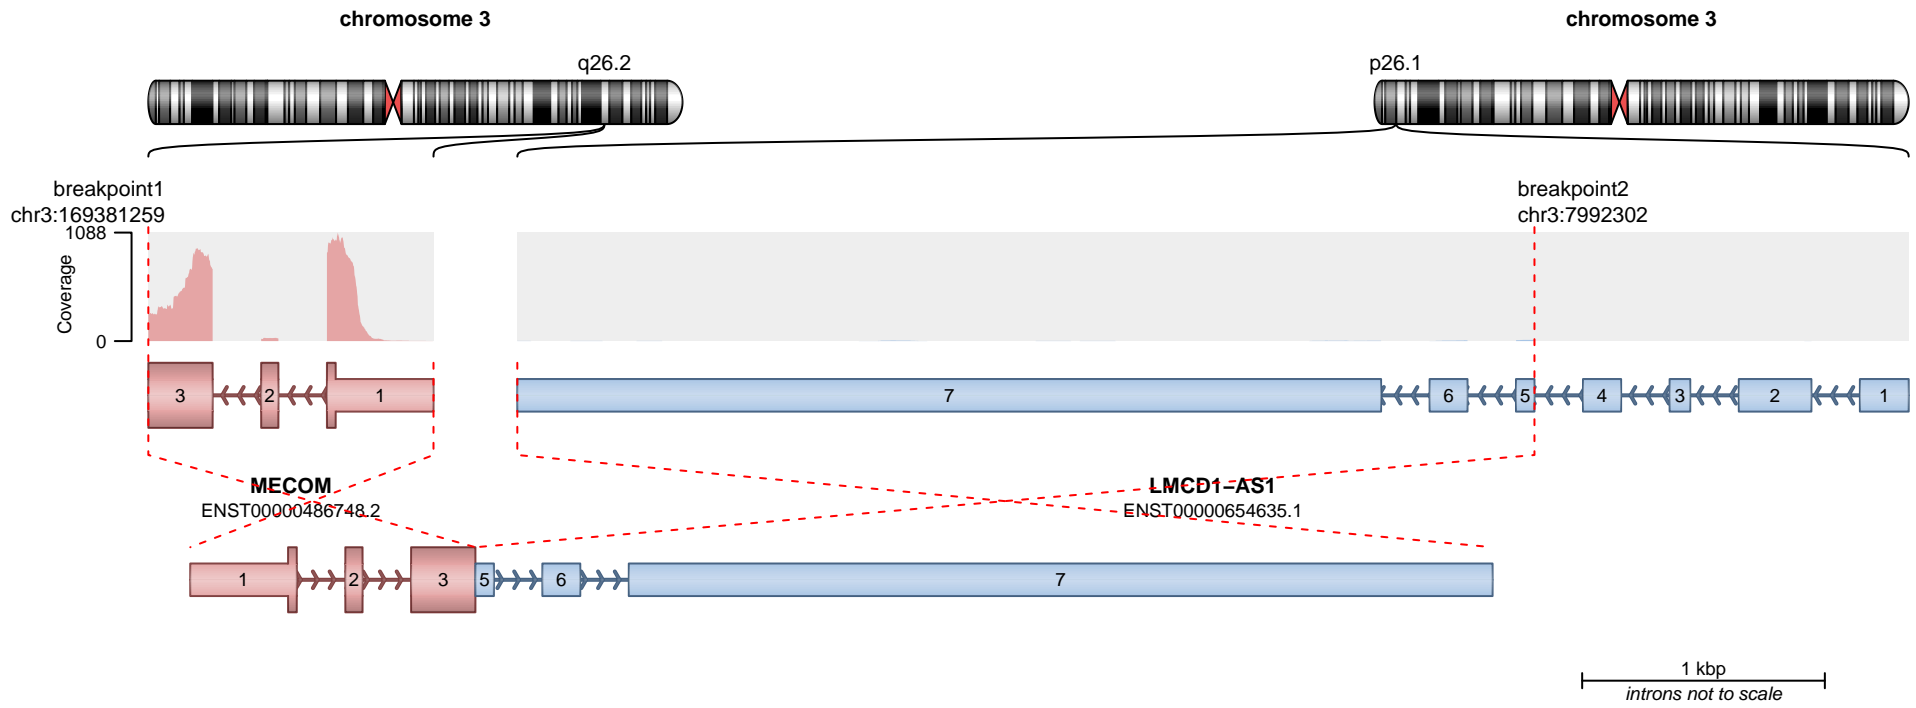 chromosome 3
chromosome 3
q26.2
p26.1
breakpoint1
chr3:169381259
breakpoint2
chr3:7992302
1088
Coverage
0
3
2
1
7
6
5
4
3
2
1
MECOM
ENST00000486748.2
LMCD1−AS1
ENST00000654635.1
1
2
3
5
6
7
1 kbp
introns not to scale